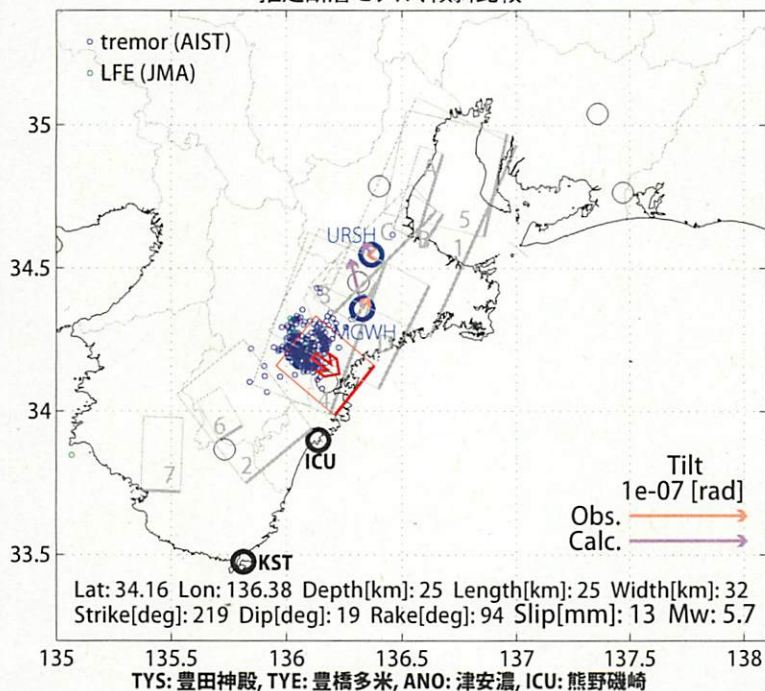 tremor (AIST)
LFE (JMA)
35
34.5
34
33.5
URSH
MGWH
5
1
6
2
7
ICU
KST
Tilt
1e-07 [rad]
Obs.
Calc.
Lat: 34.16 Lon: 136.38 Depth[km]: 25 Length[km]: 25 Width[km]: 32
Strike[deg]: 219 Dip[deg]: 19 Rake[deg]: 94 Slip[mm]: 13 Mw: 5.7
135 135.5 136 136.5 137 137.5 138
TYS: 豊田神殿, TYE: 豊橋多米, ANO: 津安濃, ICU: 熊野磯崎